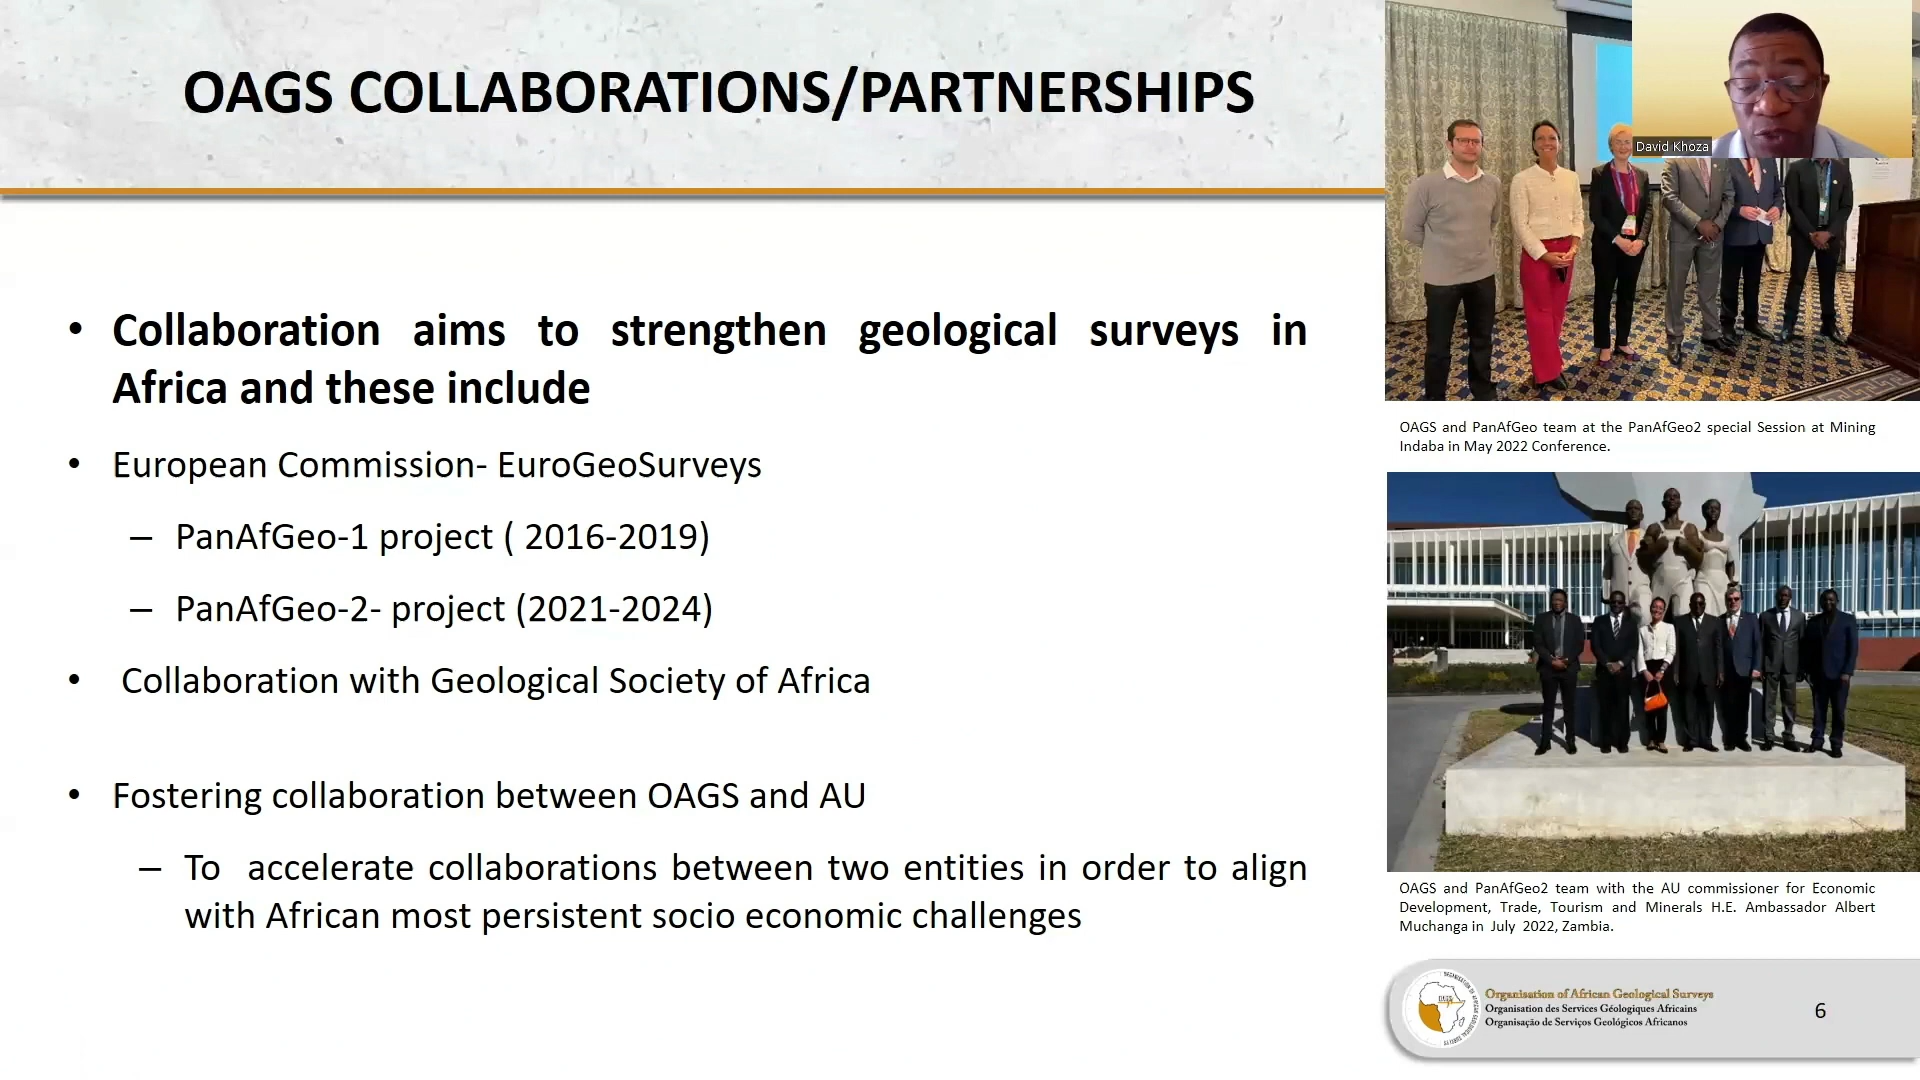 OAGS COLLABORATIONS/PARTNERSHIPS
• Collaboration aims to strengthen geological surveys in
Africa and these include
• European Commission- EuroGeoSurveys
– PanAfGeo-1 project ( 2016-2019)
– PanAfGeo-2- project (2021-2024)
• Collaboration with Geological Society of Africa
• Fostering collaboration between OAGS and AU
– To accelerate collaborations between two entities in order to align
with African most persistent socio economic challenges
David Khoza
OAGS and PanAfGeo team at the PanAfGeo2 special Session at Mining
Indaba in May 2022 Conference.
OAGS and PanAfGeo2 team with the AU commissioner for Economic
Development, Trade, Tourism and Minerals H.E. Ambassador Albert
Muchanga in July 2022, Zambia.
OAGS
Organisation of African Geological Surveys
Organisation des Services Géologiques Africains
Organisação de Serviços Geológicos Africanos
6